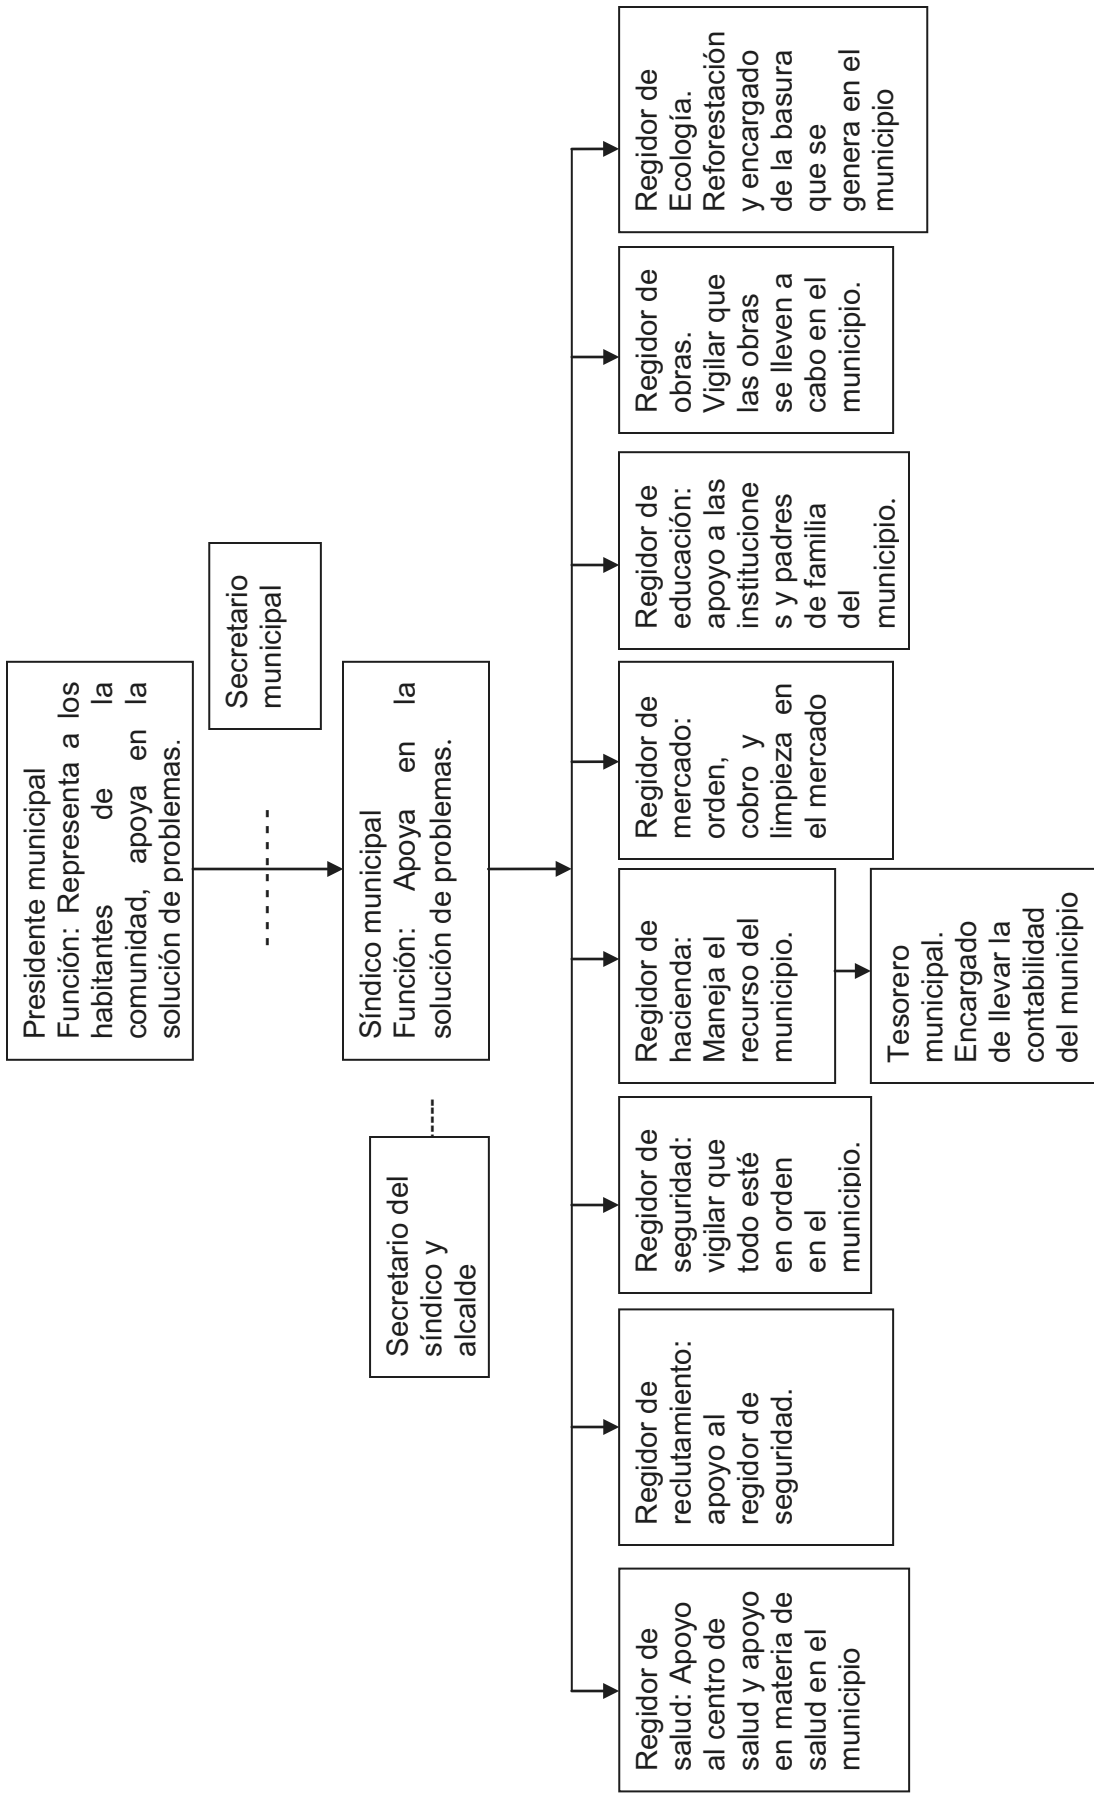 Presidente municipal
Función: Representa a los
habitantes de la
comunidad, apoya en la
solución de problemas.
Secretario
municipal
Síndico municipal
Función: Apoya en la
solución de problemas.
Secretario del
síndico y
alcalde
Regidor de
salud: Apoyo
al centro de
salud y apoyo
en materia de
salud en el
municipio
Regidor de
reclutamiento:
apoyo al
regidor de
seguridad.
Regidor de
seguridad:
vigilar que
todo esté
en orden
en el
municipio.
Regidor de
hacienda:
Maneja el
recurso del
municipio.
Regidor de
mercado:
orden,
cobro y
limpieza en
el mercado
Regidor de
educación:
apoyo a las
institucione
s y padres
de familia
del
municipio.
Regidor de
obras.
Vigilar que
las obras
se lleven a
cabo en el
municipio.
Regidor de
Ecología.
Reforestación
y encargado
de la basura
que se
genera en el
municipio
Tesorero
municipal.
Encargado
de llevar la
contabilidad
del municipio